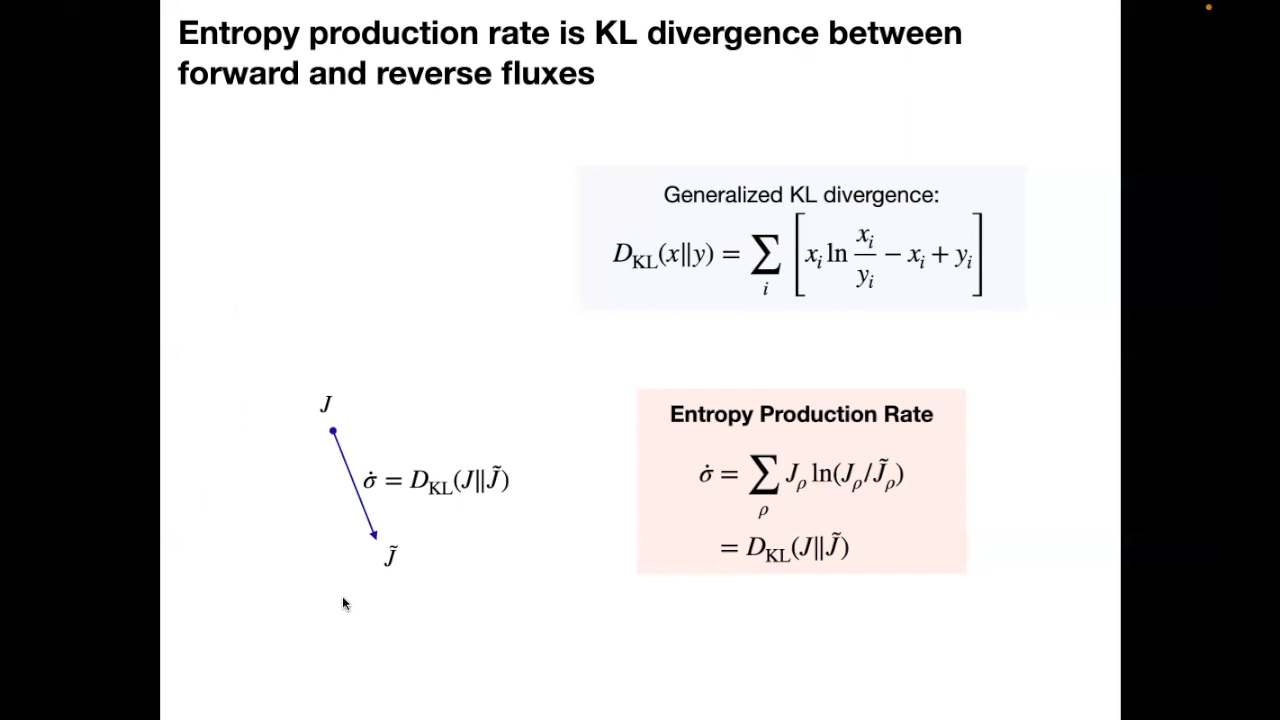 Entropy production rate is KL divergence between
forward and reverse fluxes
Generalized KL divergence:
D_KL(x||y) = ∑_i [x_i ln x_i/y_i − x_i + y_i]
J
σ̇ = D_KL(J||J̃)
J̃
Entropy Production Rate
σ̇ = ∑_ρ J_ρ ln(J_ρ/J̃_ρ)
= D_KL(J||J̃)